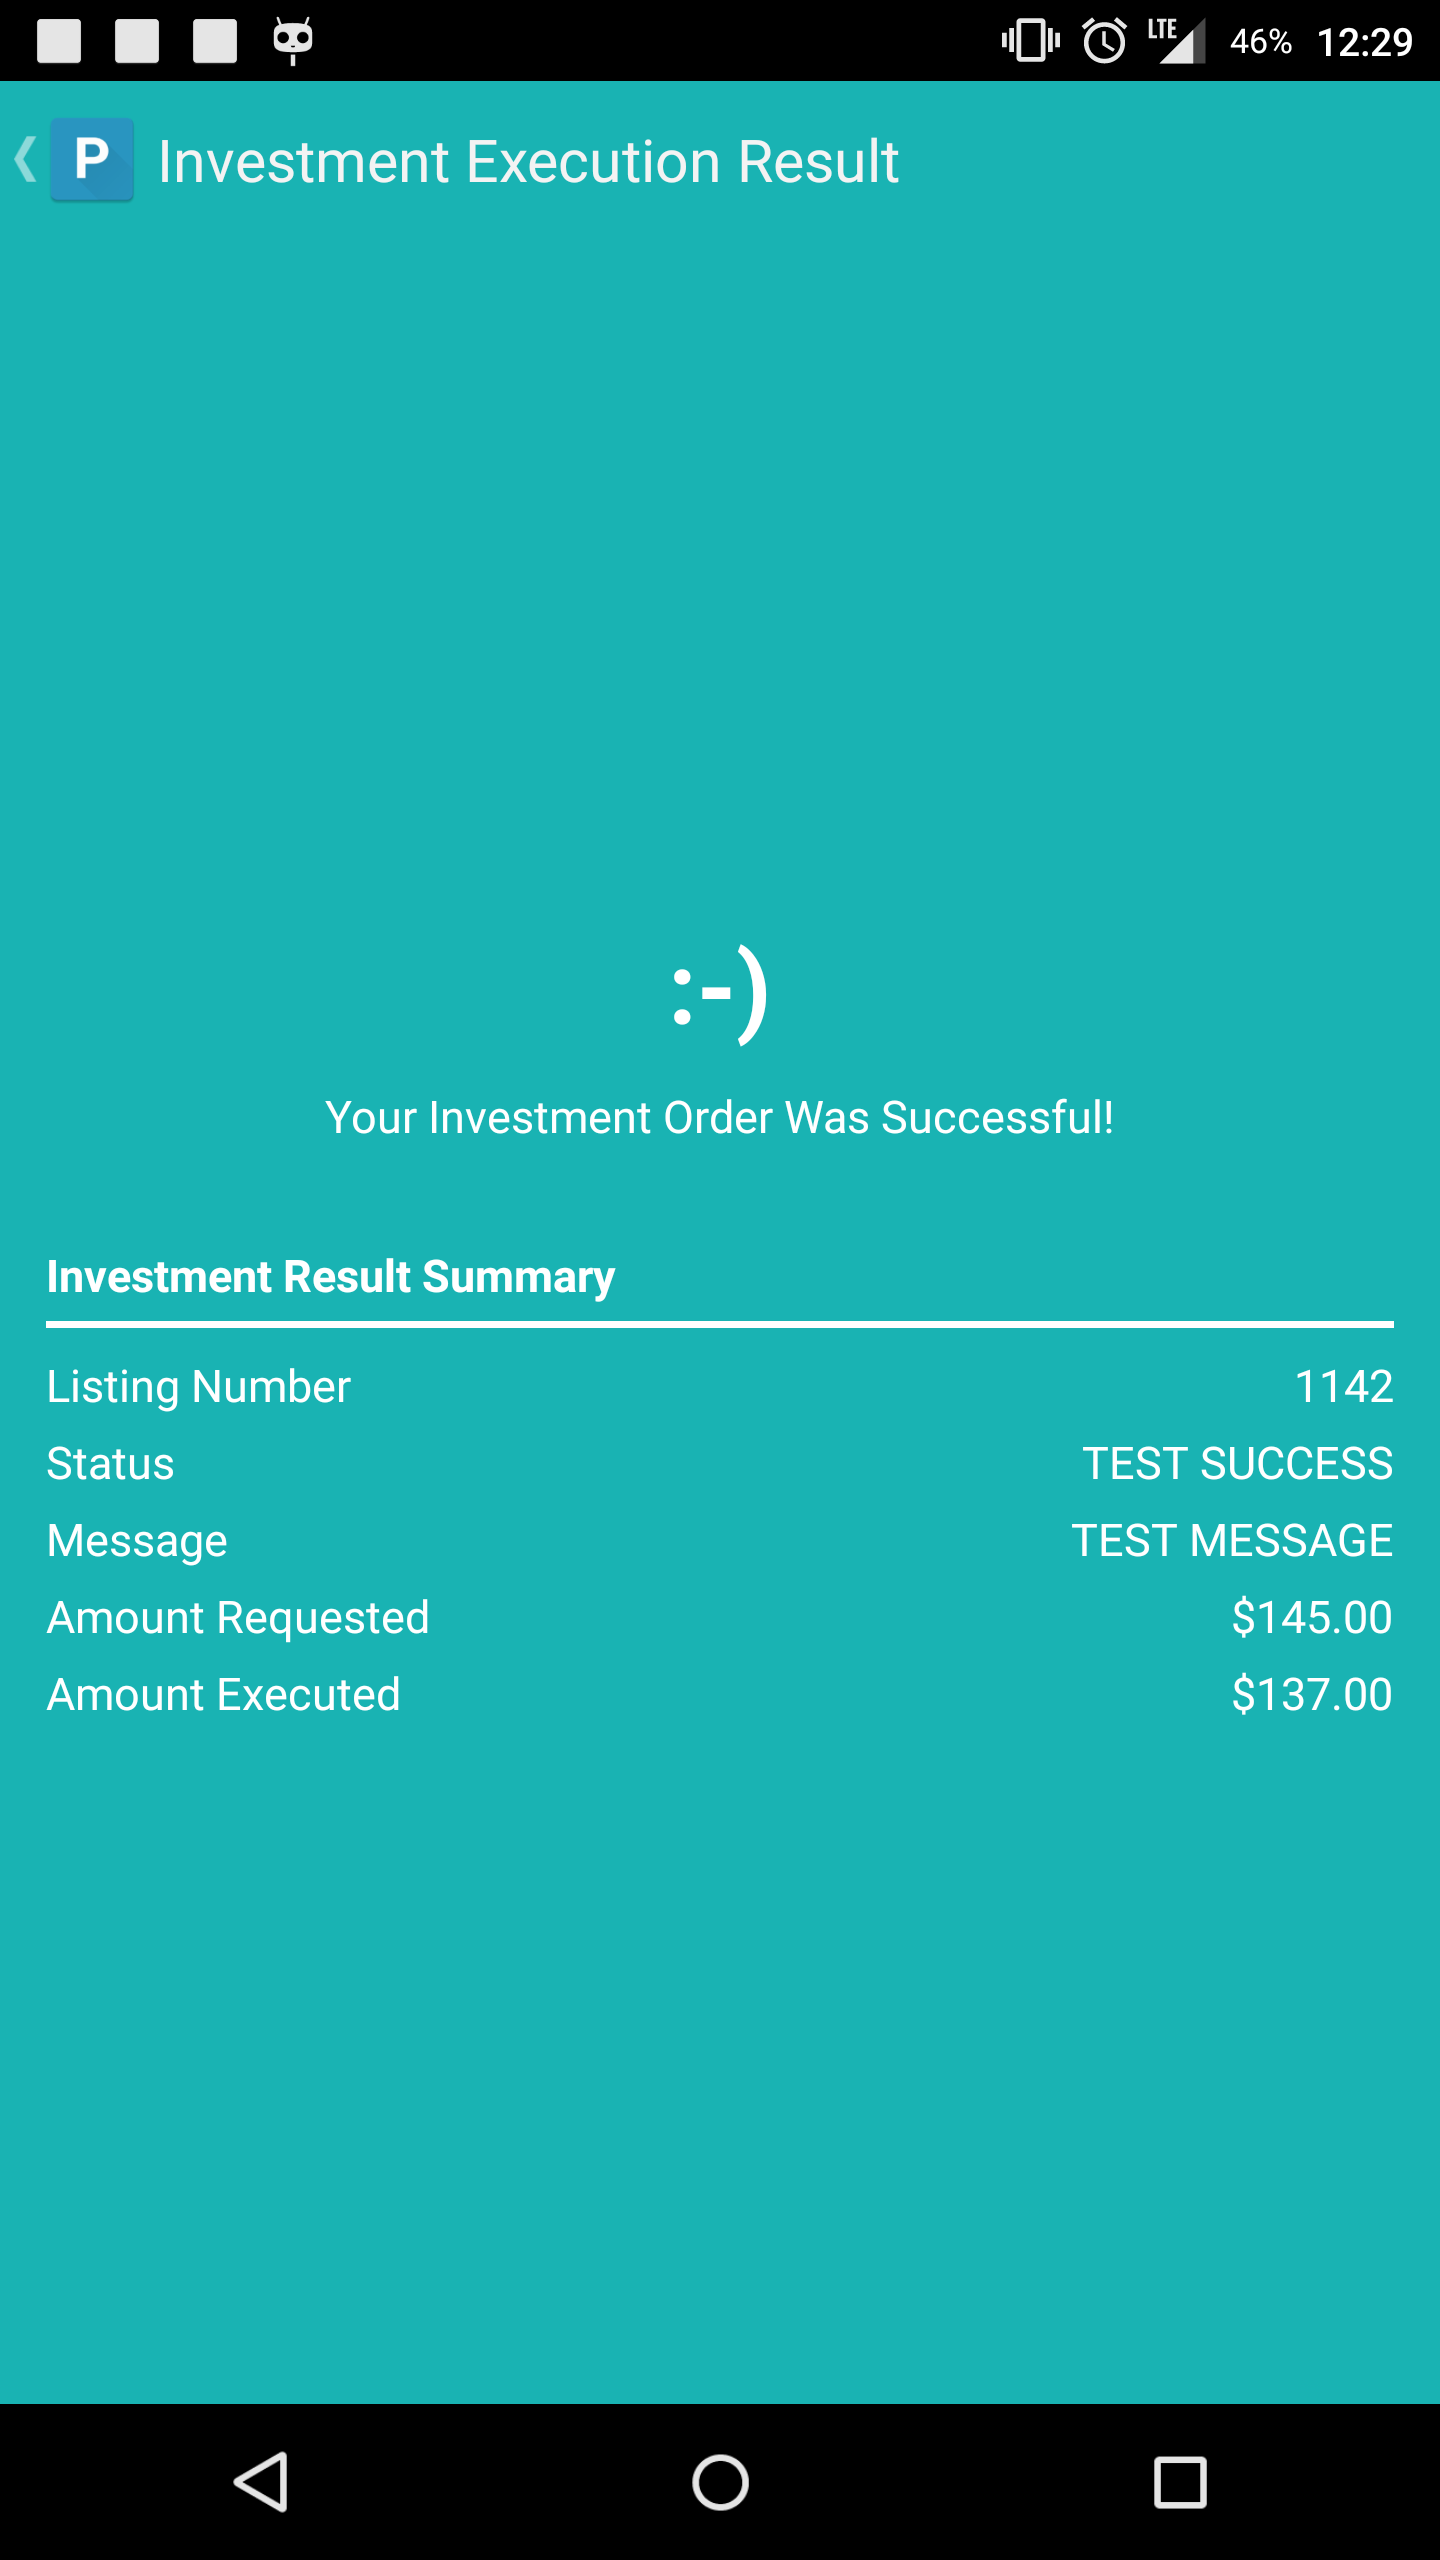 LTE 46% 12:29
P Investment Execution Result
:-)
Your Investment Order Was Successful!
Investment Result Summary
Listing Number 1142
Status TEST SUCCESS
Message TEST MESSAGE
Amount Requested $145.00
Amount Executed $137.00